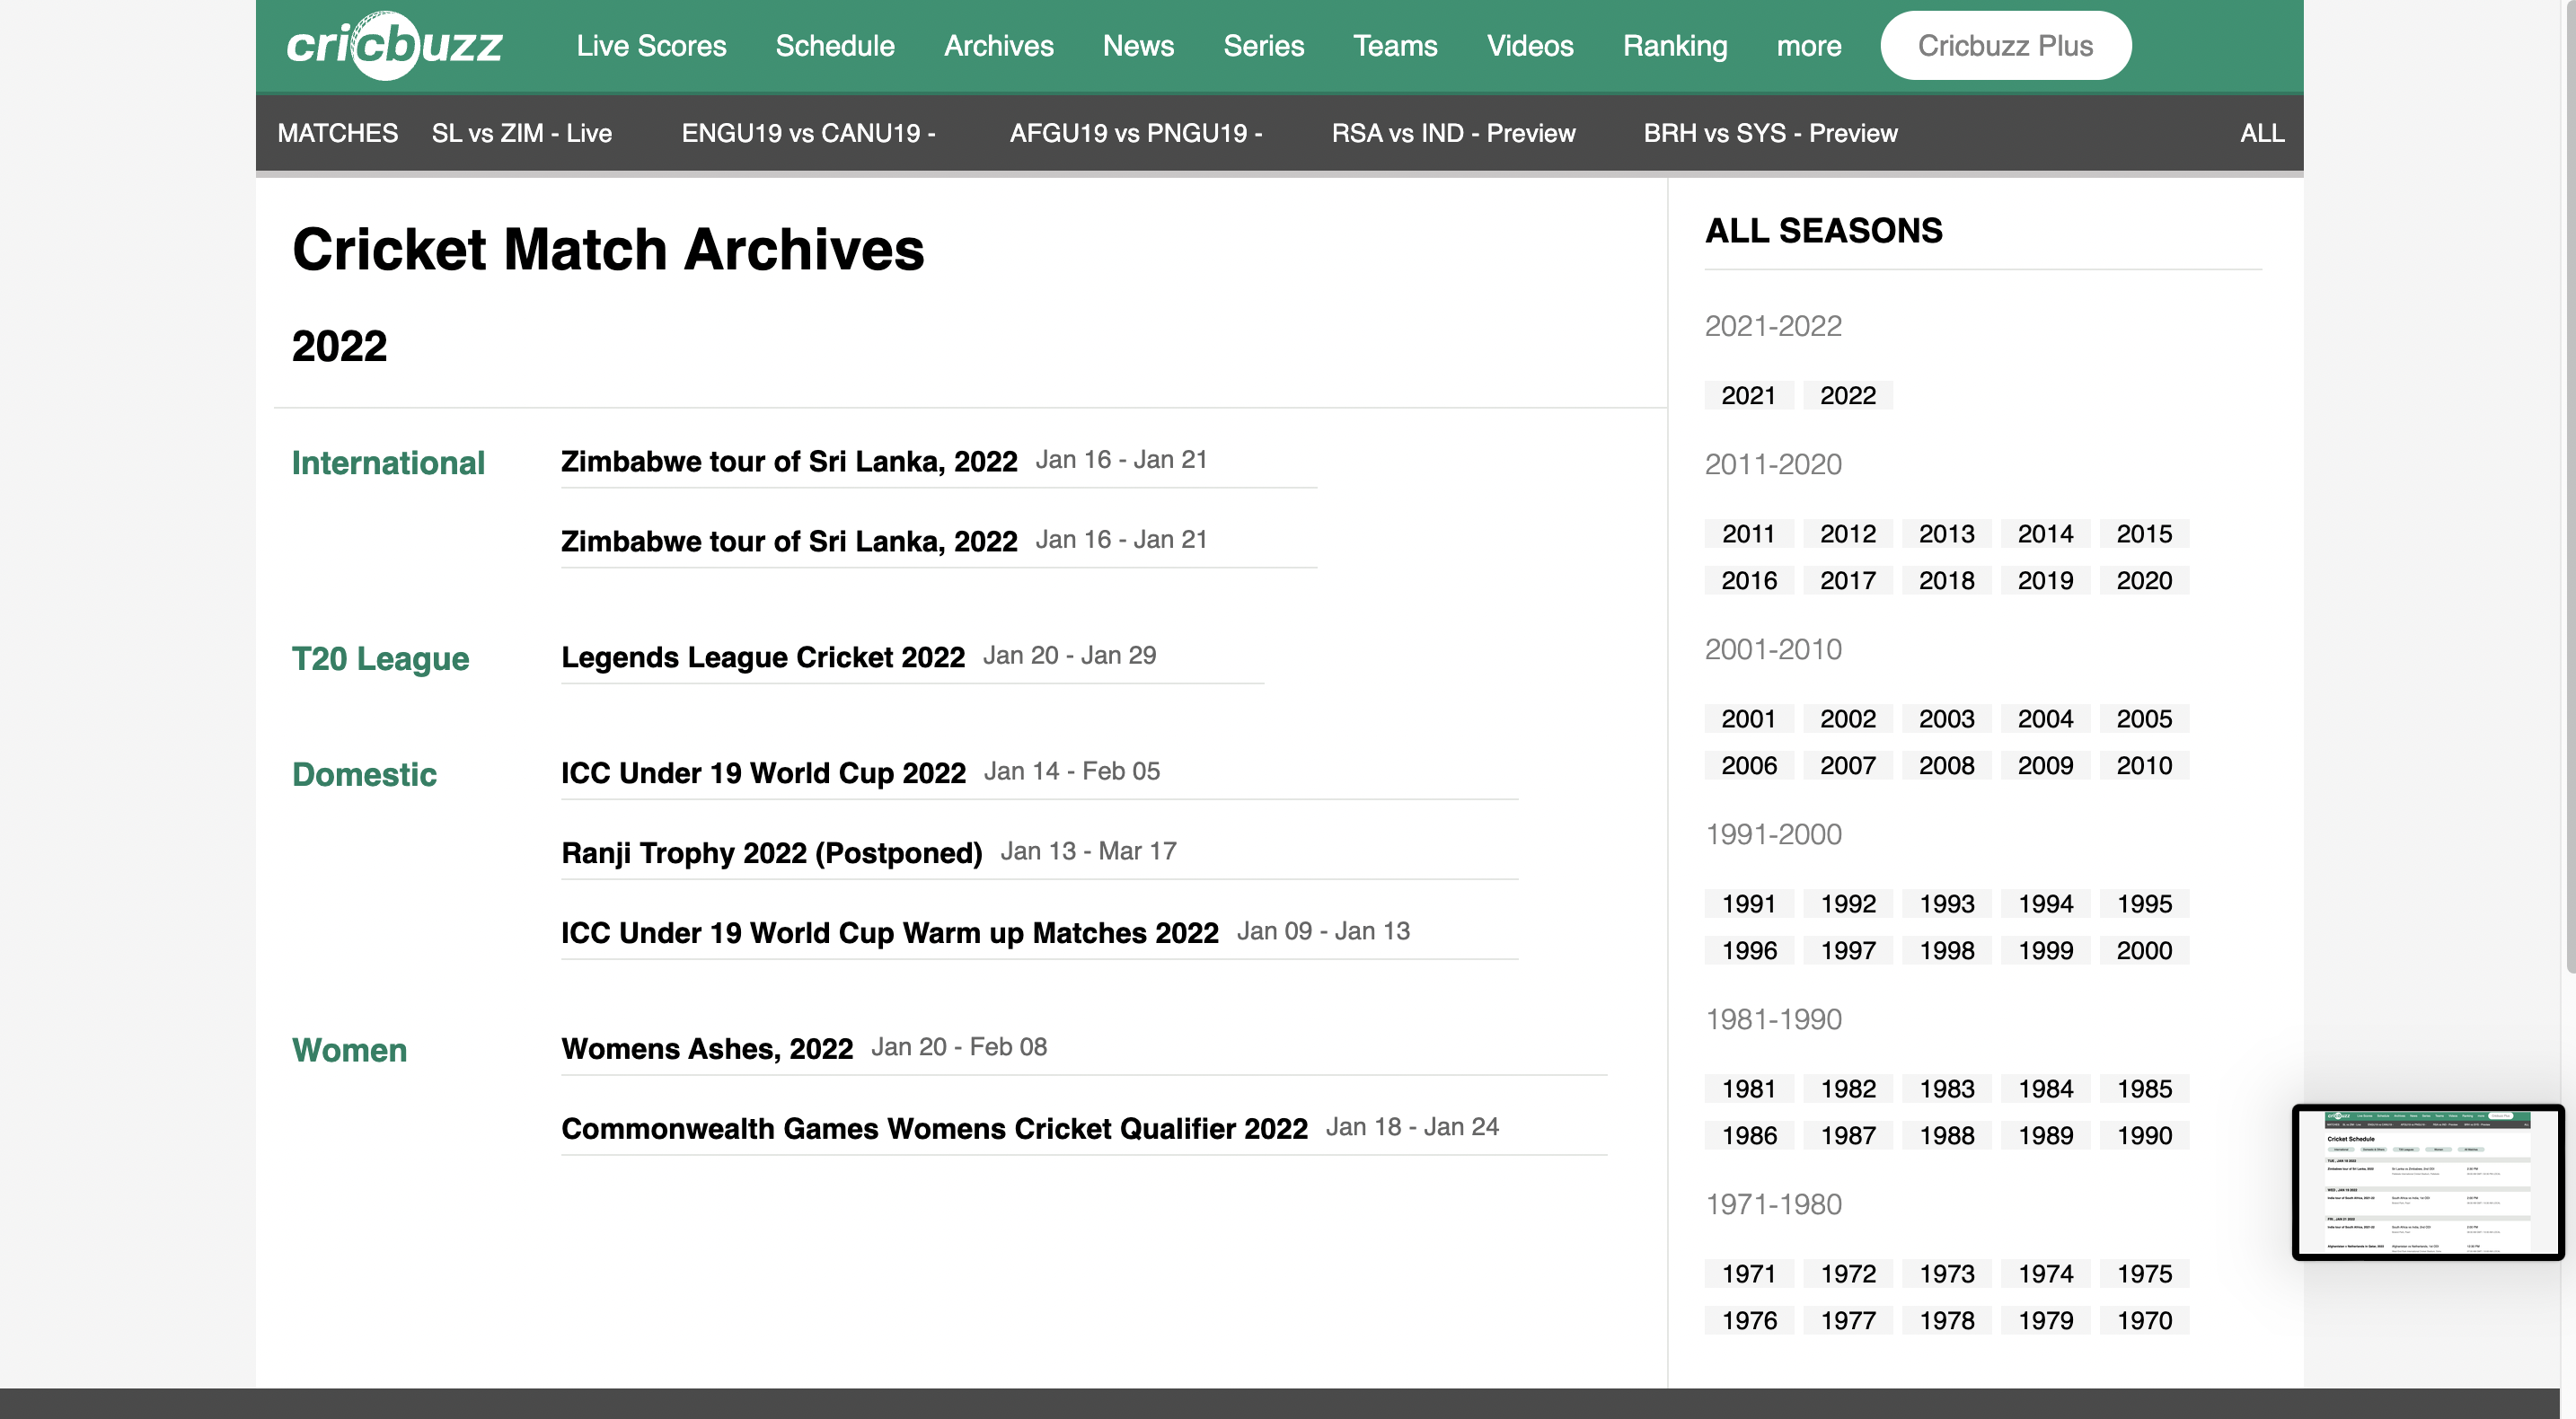 cricbuzz Live Scores Schedule Archives News Series Teams Videos Ranking more Cricbuzz Plus
MATCHES SL vs ZIM - Live ENGU19 vs CANU19 - AFGU19 vs PNGU19 - RSA vs IND - Preview BRH vs SYS - Preview ALL
Cricket Match Archives
2022
International Zimbabwe tour of Sri Lanka, 2022 Jan 16 - Jan 21
Zimbabwe tour of Sri Lanka, 2022 Jan 16 - Jan 21
T20 League Legends League Cricket 2022 Jan 20 - Jan 29
Domestic ICC Under 19 World Cup 2022 Jan 14 - Feb 05
Ranji Trophy 2022 (Postponed) Jan 13 - Mar 17
ICC Under 19 World Cup Warm up Matches 2022 Jan 09 - Jan 13
Women Womens Ashes, 2022 Jan 20 - Feb 08
Commonwealth Games Womens Cricket Qualifier 2022 Jan 18 - Jan 24
ALL SEASONS
2021-2022
2021 2022
2011-2020
2011 2012 2013 2014 2015
2016 2017 2018 2019 2020
2001-2010
2001 2002 2003 2004 2005
2006 2007 2008 2009 2010
1991-2000
1991 1992 1993 1994 1995
1996 1997 1998 1999 2000
1981-1990
1981 1982 1983 1984 1985
1986 1987 1988 1989 1990
1971-1980
1971 1972 1973 1974 1975
1976 1977 1978 1979 1970
Cricket Schedule